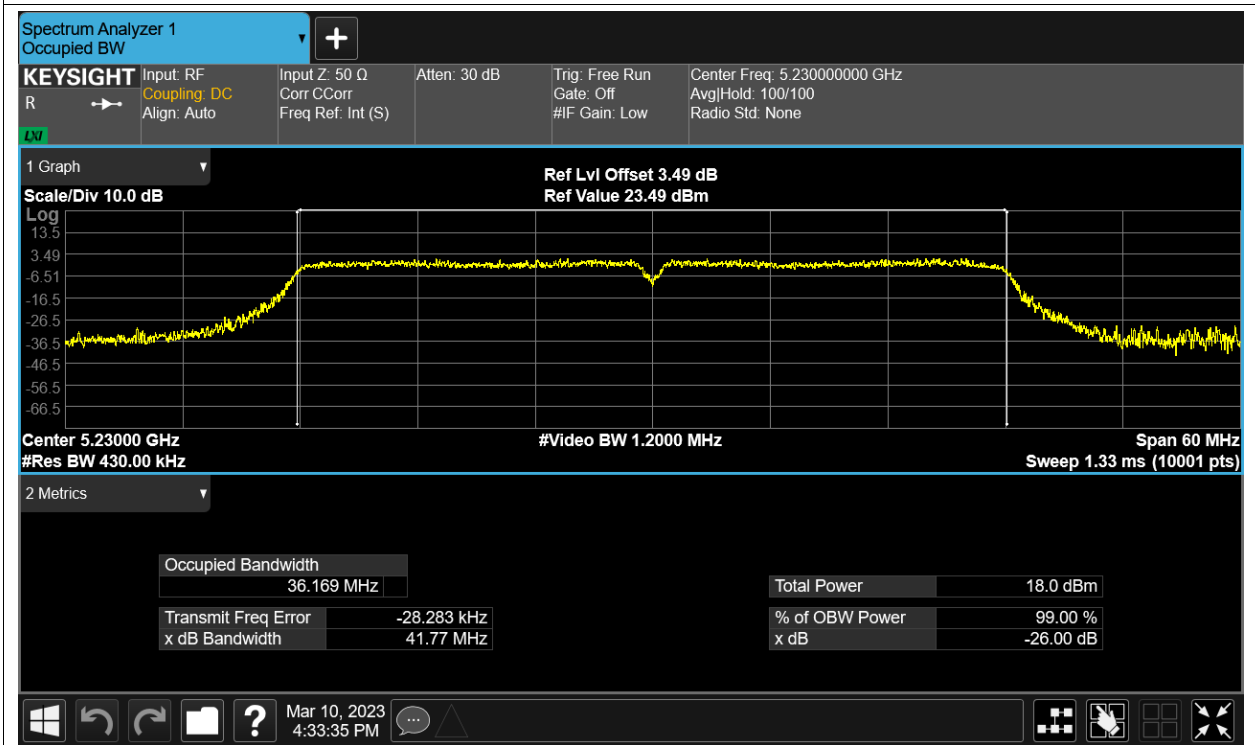 Spectrum Analyzer 1
Occupied BW
KEYSIGHT
R
LXI
Input: RF
Coupling: DC
Align: Auto
Input Z: 50 Ω
Corr CCorr
Freq Ref: Int (S)
Atten: 30 dB
Trig: Free Run
Gate: Off
#IF Gain: Low
Center Freq: 5.230000000 GHz
Avg|Hold: 100/100
Radio Std: None
1 Graph
Scale/Div 10.0 dB
Ref Lvl Offset 3.49 dB
Ref Value 23.49 dBm
Log
13.5
3.49
-6.51
-16.5
-26.5
-36.5
-46.5
-56.5
-66.5
Center 5.23000 GHz
#Res BW 430.00 kHz
#Video BW 1.2000 MHz
Span 60 MHz
Sweep 1.33 ms (10001 pts)
2 Metrics
Occupied Bandwidth
36.169 MHz
Transmit Freq Error -28.283 kHz
x dB Bandwidth 41.77 MHz
Total Power 18.0 dBm
% of OBW Power 99.00 %
x dB -26.00 dB
Mar 10, 2023
4:33:35 PM